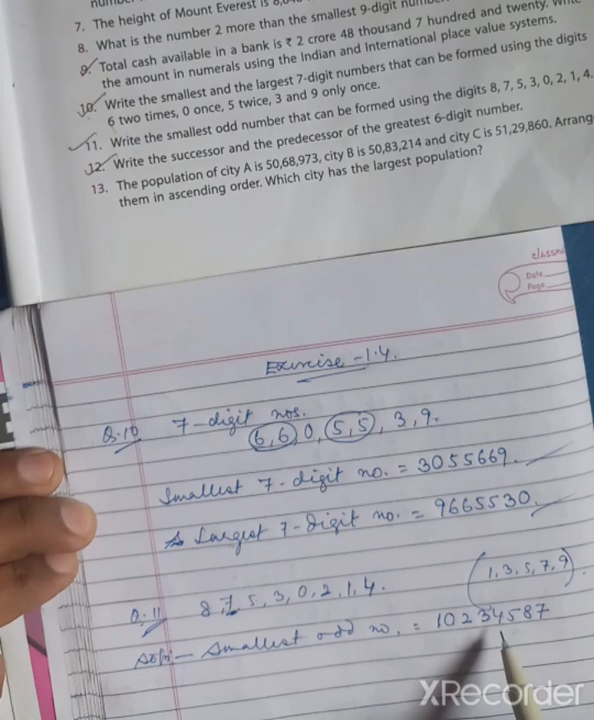 7. The height of Mount Everest is
8. What is the number 2 more than the smallest 9-digit
9. Total cash available in a bank is ₹ 2 crore 48 thousand 7 hundred and twenty.
the amount in numerals using the Indian and International place value systems.
10. Write the smallest and the largest 7-digit numbers that can be formed using the digits
6 two times, 0 once, 5 twice, 3 and 9 only once.
11. Write the smallest odd number that can be formed using the digits 8, 7, 5, 3, 0, 2, 1, 4.
12. Write the successor and the predecessor of the greatest 6-digit number.
13. The population of city A is 50,68,973, city B is 50,83,214 and city C is 51,29,860. Arrang
them in ascending order. Which city has the largest population?
Date
Page
Exercise - 1.4.
Q.10 7-digit nos.
6,6, 0, 5,5, 3, 9.
Smallest 7-digit no. = 3055669.
Largest 7-Digit no. = 9665530.
Q.11 8,7,5,3,0,2,1,4. (1,3,5,7,9)
Smallest odd no. = 10234587
XRecorder